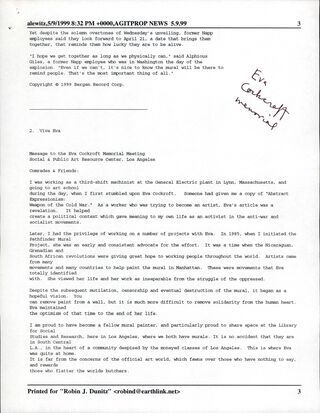 alewitz,5/9/1999 8:32 PM +0000,AGITPROP NEWS 5.9.99
3
Yet despite the solemn overtones of Wednesday's unveiling, former Napp
employees said they look forward to April 21, a date that brings them
together, that reminds them how lucky they are to be alive.
"I hope we get together as long as physically we can," said Alphious
Giles, a former Napp employee who was in Washington the day of the
explosion. "Even if we can't, it's nice to know the mural will be there to
remind people. That's the most important thing of all."
Copyright © 1999 Bergen Record Corp.
Eva
Cockcroft
memorial
2. Viva Eva
Message to the Eva Cockcroft Memorial Meeting
Social & Public Art Resource Center, Los Angeles
Comrades & Friends:
I was working as a third-shift machinist at the General Electric plant in Lynn, Massachusetts, and
going to art school
during the day, when I first stumbled upon Eva Cockroft. Someone had given me a copy of "Abstract
Expressionism:
Weapon of the Cold War." As a worker who was trying to become an artist, Eva's article was a
revelation. It helped
create a political context which gave meaning to my own life as an activist in the anti-war and
socialist movements.
Later, I had the privilege of working on a number of projects with Eva. In 1985, when I initiated the
Pathfinder Mural
Project, she was an early and consistent advocate for the effort. It was a time when the Nicaraguan,
Grenadian and
South African revolutions were giving great hope to working people throughout the world. Artists came
from many
movements and many countries to help paint the mural in Manhattan. These were movements that Eva
totally identified
with. She viewed her life and her work as inseparable from the struggle of the oppressed.
Despite the subsequent mutilation, censorship and eventual destruction of the mural, it began as a
hopeful vision. You
can remove paint from a wall, but it is much more difficult to remove solidarity from the human heart.
Eva maintained
the optimism of that time to the end of her life.
I am proud to have become a fellow mural painter, and particularly proud to share space at the Library
for Social
Studies and Research, here in Los Angeles, where we both have murals. It is no accident that they are
in South Central
L.A., in the heart of a community despised by the moneyed classes of Los Angeles. This is where Eva
was quite at home.
It is far from the concerns of the official art world, which fawns over those who have nothing to say,
and rewards
those who flatter the world's butchers.
Printed for "Robin J. Dunitz" <robind@earthlink.net>
3